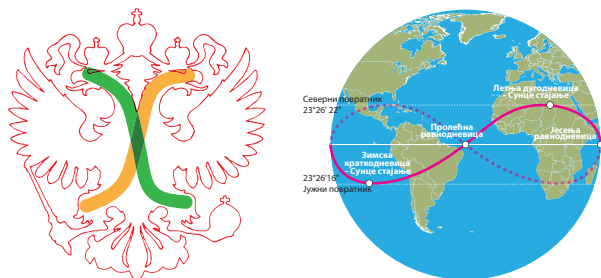 Летња дугодневица
- Сунце стајање
Северни повратник
23°26' 22"
Пролећна
равнодневица
Јесења
равнодневица
Зимска
краткодневица
- Сунце стајање
23°26'16"
Јужни повратник